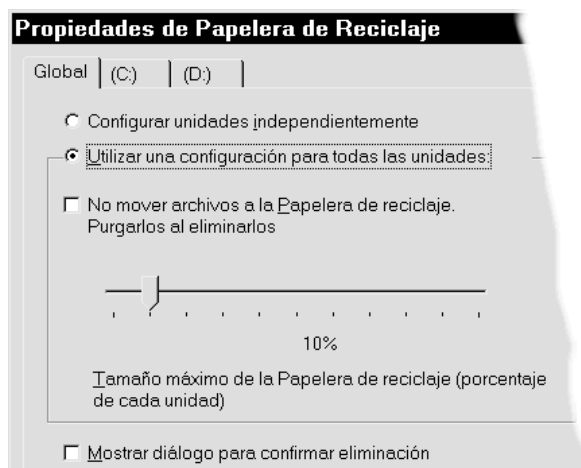 Propiedades de Papelera de Reciclaje
Global (C:) (D:)
Configurar unidades independientemente
Utilizar una configuración para todas las unidades:
No mover archivos a la Papelera de reciclaje.
Purgarlos al eliminarlos
10%
Tamaño máximo de la Papelera de reciclaje (porcentaje
de cada unidad)
Mostrar diálogo para confirmar eliminación